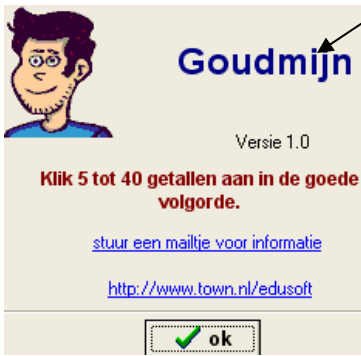 Goudmijn
Versie 1.0
Klik 5 tot 40 getallen aan in de goede
volgorde.
stuur een mailtje voor informatie
http://www.town.nl/edusoft
ok